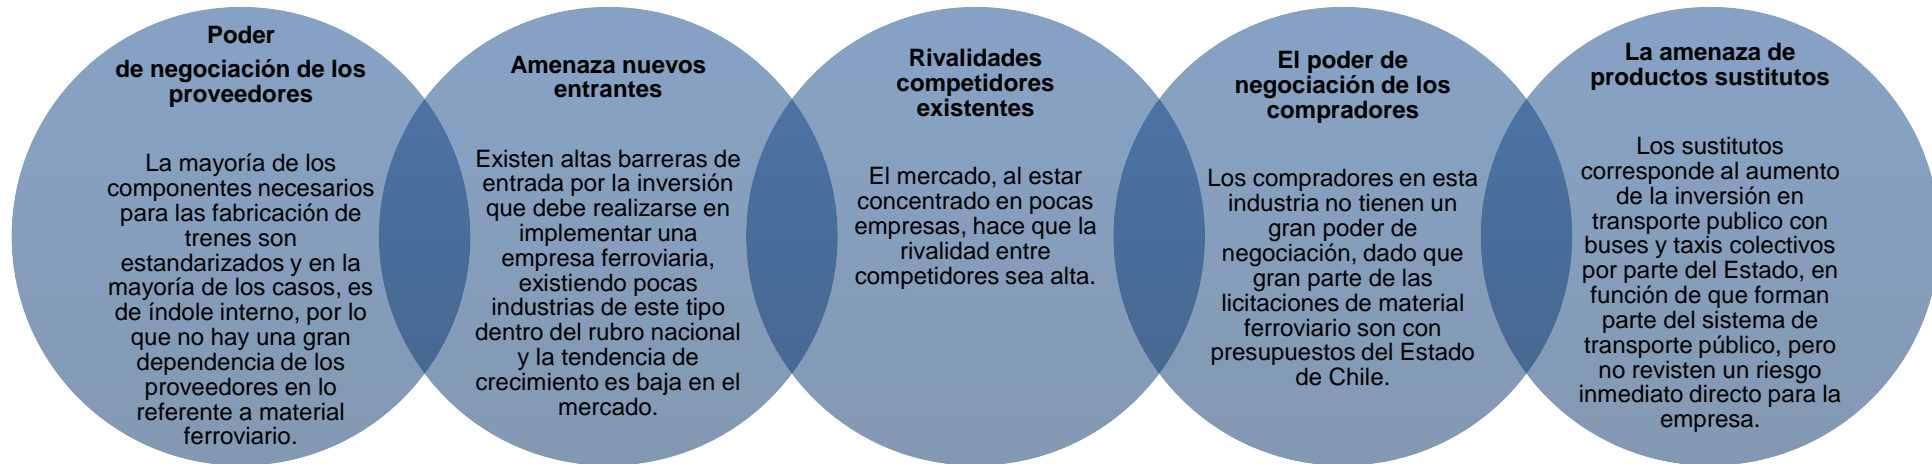 Poder
de negociación de los
proveedores
La mayoría de los
componentes necesarios
para las fabricación de
trenes son
estandarizados y en la
mayoría de los casos, es
de índole interno, por lo
que no hay una gran
dependencia de los
proveedores en lo
referente a material
ferroviario.
Amenaza nuevos
entrantes
Existen altas barreras de
entrada por la inversión
que debe realizarse en
implementar una
empresa ferroviaria,
existiendo pocas
industrias de este tipo
dentro del rubro nacional
y la tendencia de
crecimiento es baja en el
mercado.
Rivalidades
competidores
existentes
El mercado, al estar
concentrado en pocas
empresas, hace que la
rivalidad entre
competidores sea alta.
El poder de
negociación de los
compradores
Los compradores en esta
industria no tienen un
gran poder de
negociación, dado que
gran parte de las
licitaciones de material
ferroviario son con
presupuestos del Estado
de Chile.
La amenaza de
productos sustitutos
Los sustitutos
corresponde al aumento
de la inversión en
transporte publico con
buses y taxis colectivos
por parte del Estado, en
función de que forman
parte del sistema de
transporte público, pero
no revisten un riesgo
inmediato directo para la
empresa.